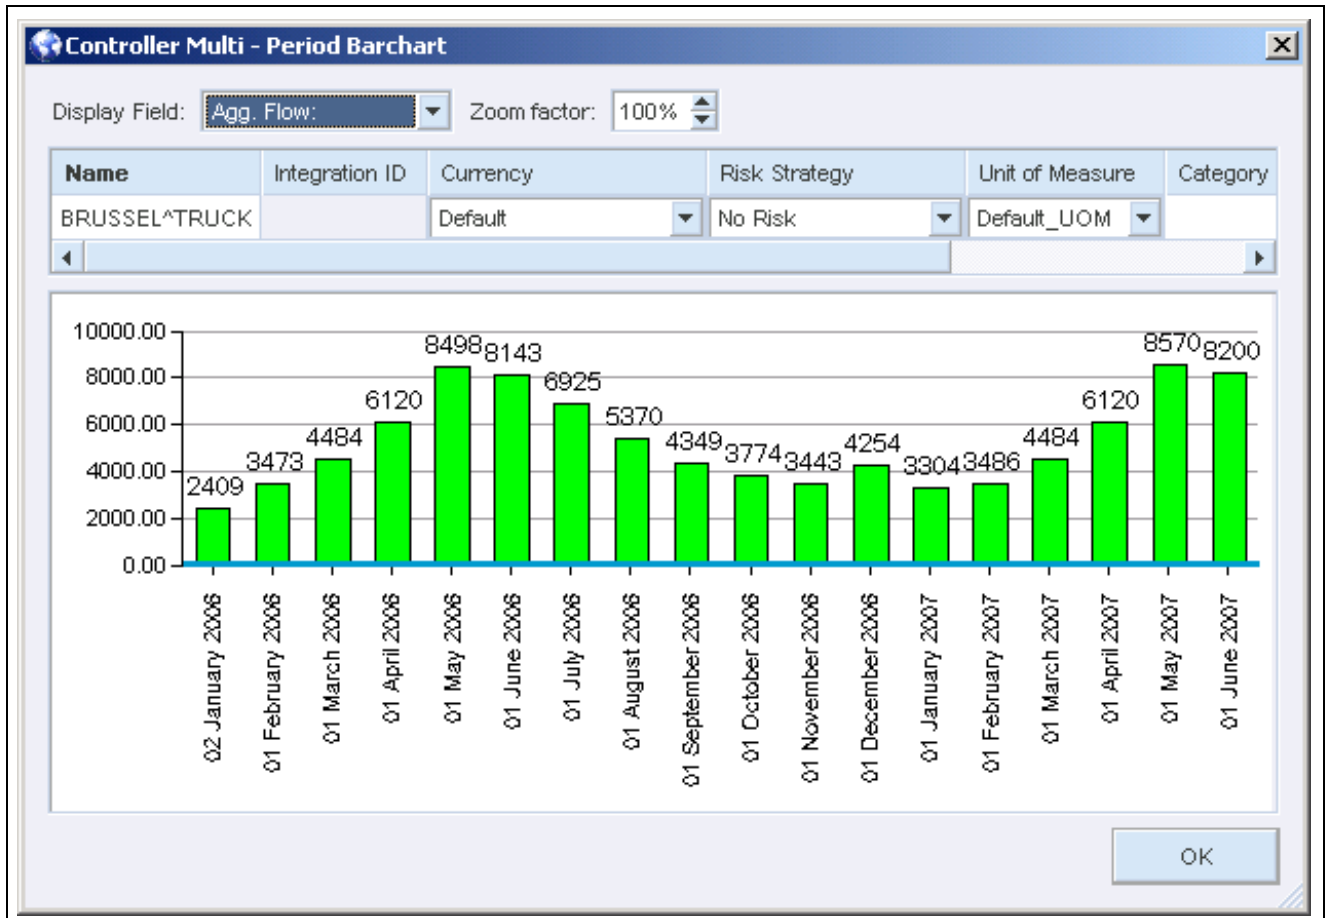 Controller Multi - Period Barchart
Display Field: Agg. Flow: Zoom factor: 100%
Name Integration ID Currency Risk Strategy Unit of Measure Category
BRUSSEL^TRUCK Default No Risk Default_UOM
10000.00
8000.00
6000.00
4000.00
2000.00
0.00
2409 3473 4484 6120 8498 8143 6925 5370 4349 3774 3443 4254 3304 3486 4484 6120 8570 8200
02 January 2006
01 February 2006
01 March 2006
01 April 2006
01 May 2006
01 June 2006
01 July 2006
01 August 2006
01 September 2006
01 October 2006
01 November 2006
01 December 2006
01 January 2007
01 February 2007
01 March 2007
01 April 2007
01 May 2007
01 June 2007
OK